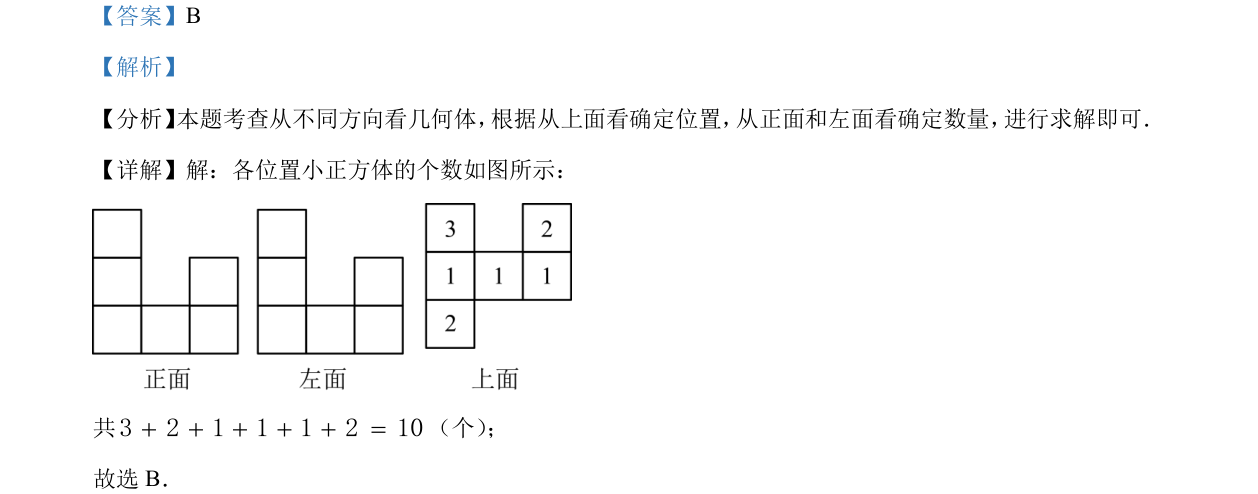 【答案】B
【解析】
【分析】本题考查从不同方向看几何体，根据从上面看确定位置，从正面和左面看确定数量，进行求解即可．
【详解】解：各位置小正方体的个数如图所示：
3 2
1 1 1
2
正面 左面 上面
共3 + 2 + 1 + 1 + 1 + 2 = 10（个）；
故选 B．